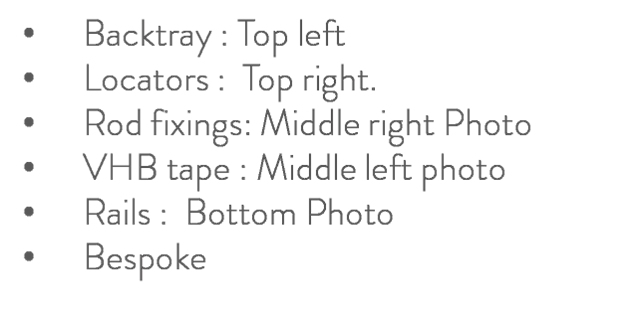 • Backtray : Top left
• Locators :  Top right.
• Rod fixings: Middle right Photo
• VHB tape : Middle left photo
• Rails :  Bottom Photo
• Bespoke